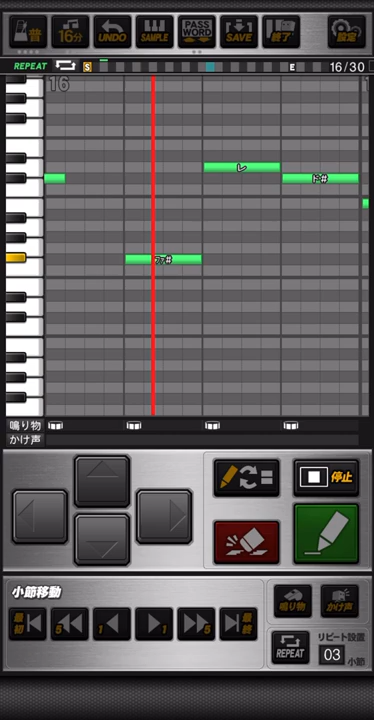 普 16分 UNDO SAMPLE PASS WORD SAVE 終了 設定
REPEAT S E 16/30
16
レ
ド#
ファ#
鳴り物
かけ声
停止
小節移動
最初 5 1 1 5 最終
鳴り物 かけ声
REPEAT リピート設置 03 小節